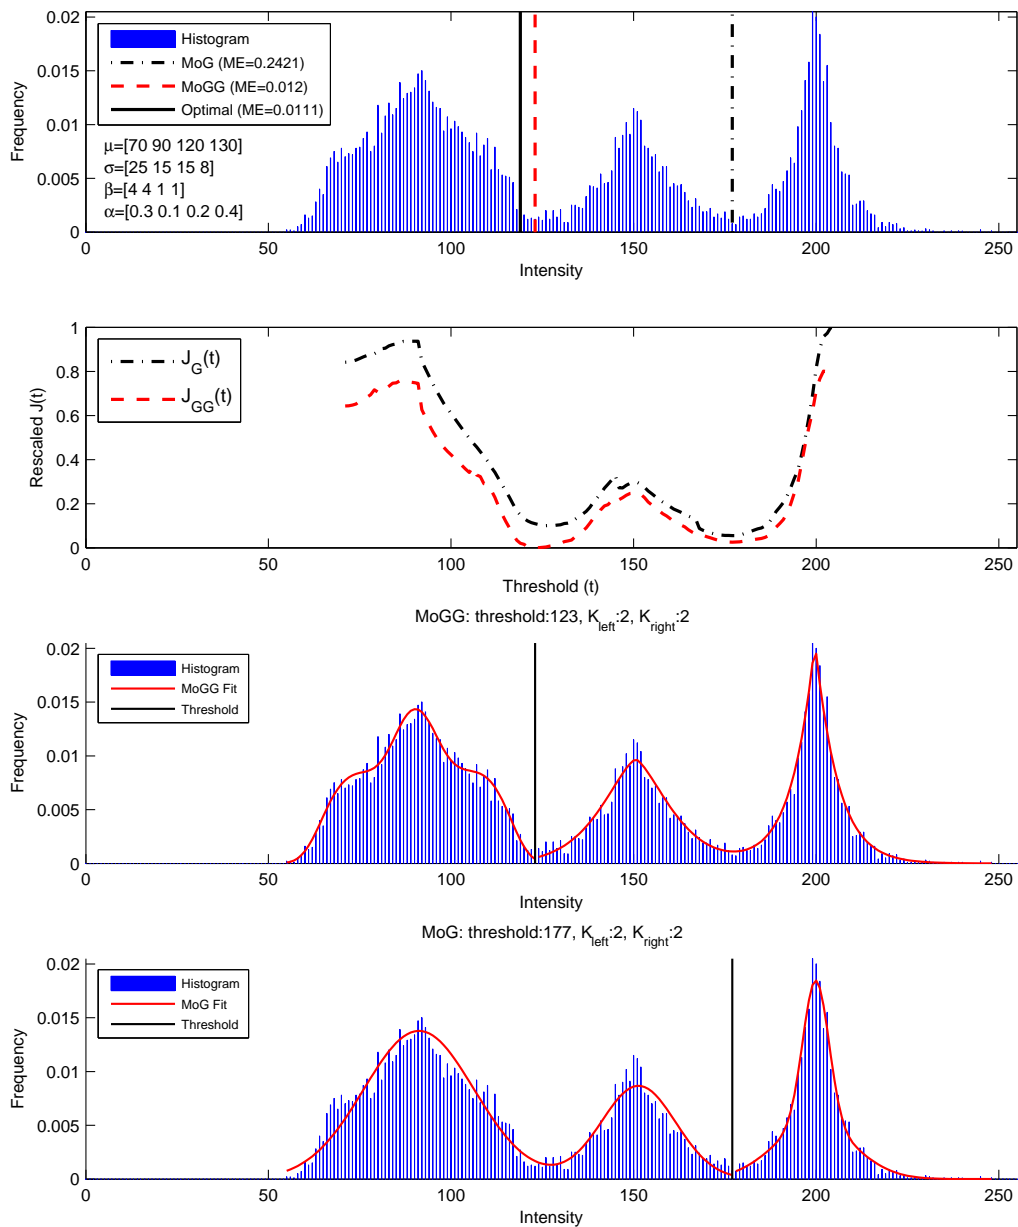 0.02
0.015
0.01
0.005
0
Frequency
Histogram
MoG (ME=0.2421)
MoGG (ME=0.012)
Optimal (ME=0.0111)
μ=[70 90 120 130]
σ=[25 15 15 8]
β=[4 4 1 1]
α=[0.3 0.1 0.2 0.4]
0 50 100 150 200 250
Intensity
1
0.8
0.6
0.4
0.2
0
Rescaled J(t)
J_G(t)
J_GG(t)
0 50 100 150 200 250
Threshold (t)
MoGG: threshold:123, K_left:2, K_right:2
0.02
0.015
0.01
0.005
0
Frequency
Histogram
MoGG Fit
Threshold
0 50 100 150 200 250
Intensity
MoG: threshold:177, K_left:2, K_right:2
0.02
0.015
0.01
0.005
0
Frequency
Histogram
MoG Fit
Threshold
0 50 100 150 200 250
Intensity